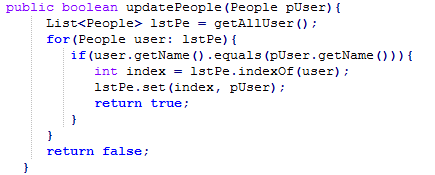 public boolean updatePeople(People pUser){
List<People> lstPe = getAllUser();
for(People user: lstPe){
if(user.getName().equals(pUser.getName())){
int index = lstPe.indexOf(user);
lstPe.set(index, pUser);
return true;
}
}
return false;
}